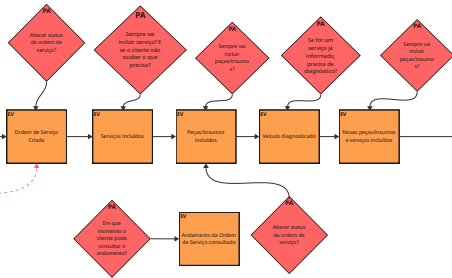 PA
Alterar status
da ordem de
serviço?
PA
Sempre vai
incluir serviço? E
se o cliente não
souber o que
precisa?
PA
Sempre vai
incluir
peças/insumo
s?
PA
Se for um
serviço já
informado,
precisa de
diagnóstico?
PA
Sempre vai
incluir
peças/insumo
s?
EV
Ordem de Serviço
Criada
EV
Serviços incluídos
EV
Peças/Insumos
incluídos
EV
Veículo diagnosticado
EV
Novas peças/insumos
e serviços incluídos
PA
Em que
momento o
cliente pode
consultar o
andamento?
EV
Andamento da Ordem
de Serviço consultado
PA
Alterar status
da ordem de
serviço?